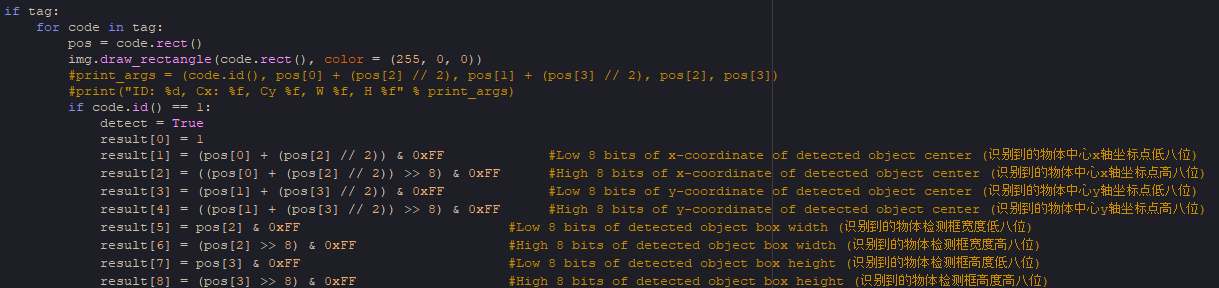 if tag:
    for code in tag:
        pos = code.rect()
        img.draw_rectangle(code.rect(), color = (255, 0, 0))
        #print_args = (code.id(), pos[0] + (pos[2] // 2), pos[1] + (pos[3] // 2), pos[2], pos[3])
        #print("ID: %d, Cx: %f, Cy %f, W %f, H %f" % print_args)
        if code.id() == 1:
            detect = True
            result[0] = 1
            result[1] = (pos[0] + (pos[2] // 2)) & 0xFF             #Low 8 bits of x-coordinate of detected object center (识别到的物体中心x轴坐标点低八位)
            result[2] = ((pos[0] + (pos[2] // 2)) >> 8) & 0xFF      #High 8 bits of x-coordinate of detected object center (识别到的物体中心x轴坐标点高八位)
            result[3] = (pos[1] + (pos[3] // 2)) & 0xFF             #Low 8 bits of y-coordinate of detected object center (识别到的物体中心y轴坐标点低八位)
            result[4] = ((pos[1] + (pos[3] // 2)) >> 8) & 0xFF      #High 8 bits of y-coordinate of detected object center (识别到的物体中心y轴坐标点高八位)
            result[5] = pos[2] & 0xFF                          #Low 8 bits of detected object box width (识别到的物体检测框宽度低八位)
            result[6] = (pos[2] >> 8) & 0xFF                   #High 8 bits of detected object box width (识别到的物体检测框宽度高八位)
            result[7] = pos[3] & 0xFF                          #Low 8 bits of detected object box height (识别到的物体检测框高度低八位)
            result[8] = (pos[3] >> 8) & 0xFF                   #High 8 bits of detected object box height (识别到的物体检测框高度高八位)